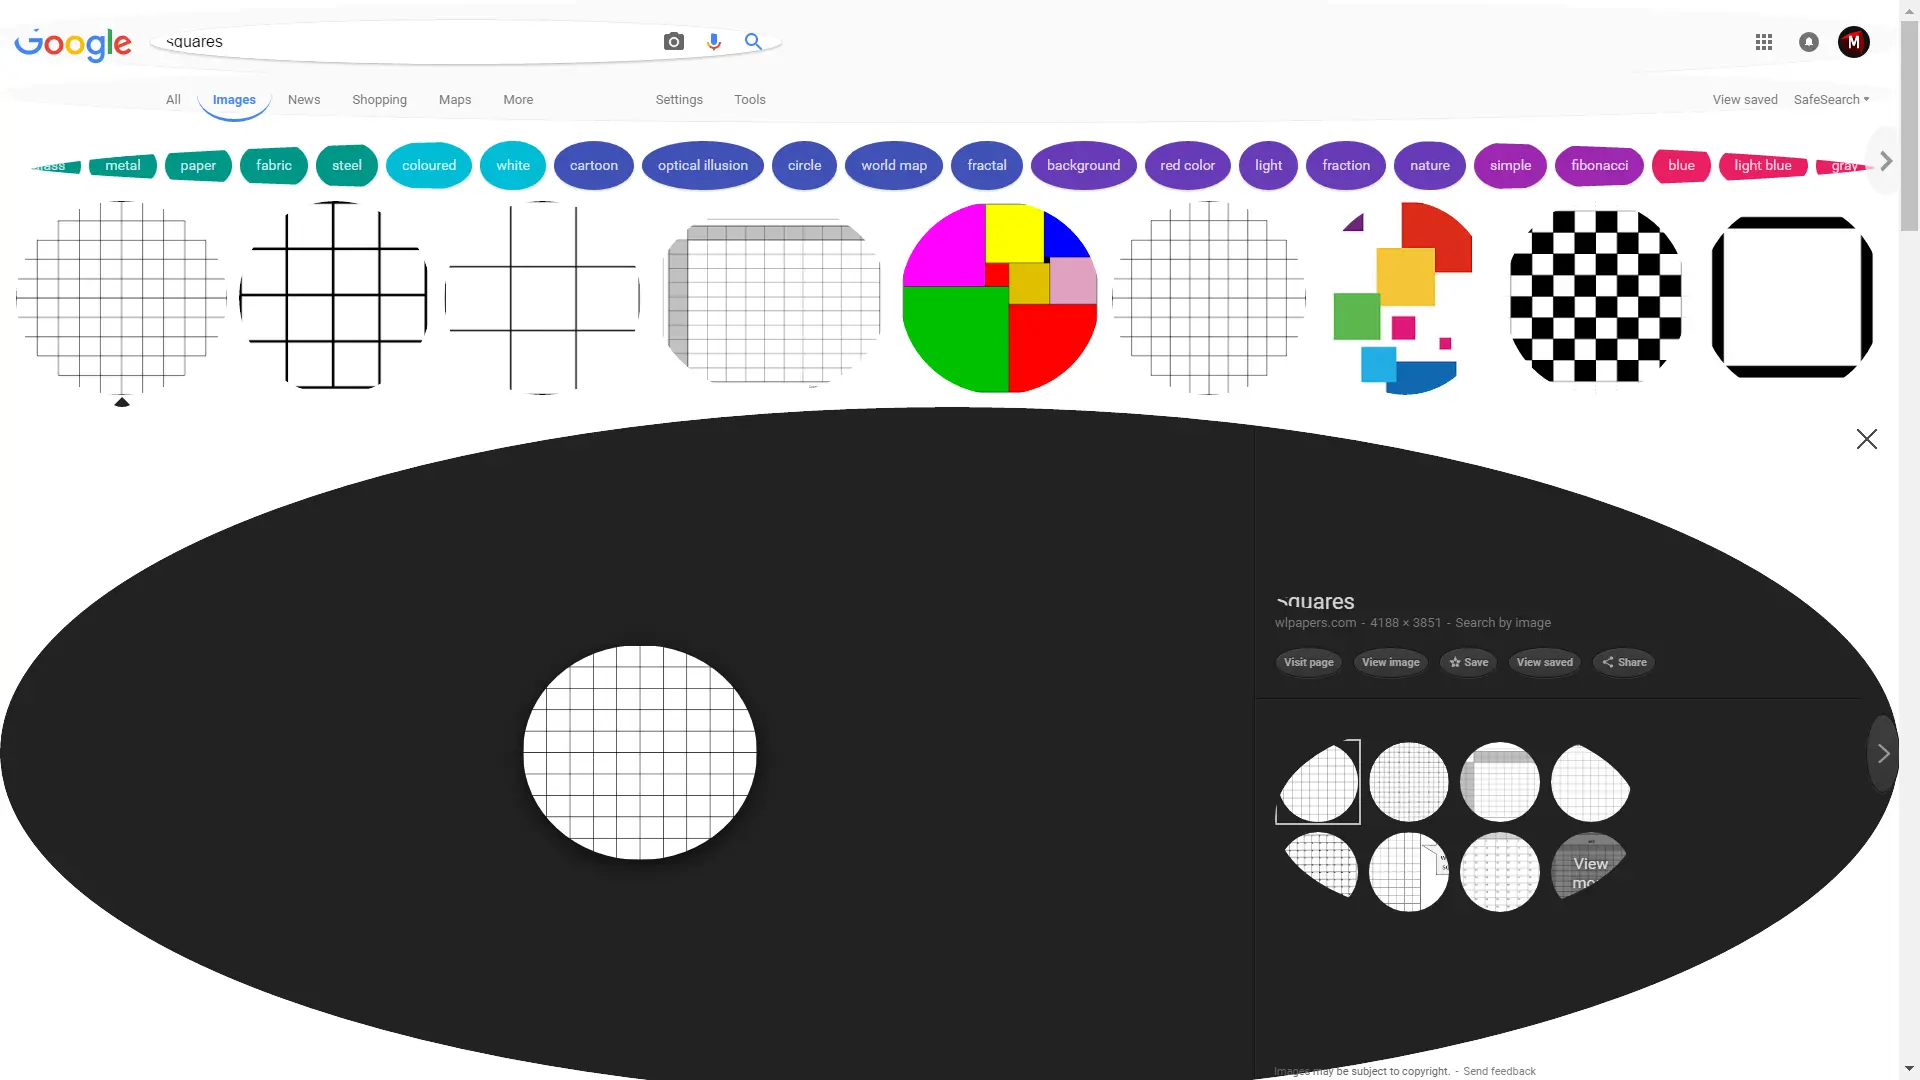 Google
squares
M
All Images News Shopping Maps More Settings Tools View saved SafeSearch
metal paper fabric steel coloured white cartoon optical illusion circle world map fractal background red color light fraction nature simple fibonacci blue light blue gray
Squares
wlpapers.com - 4188 × 3851 - Search by image
Visit page View image Save View saved Share
View
Images may be subject to copyright. - Send feedback